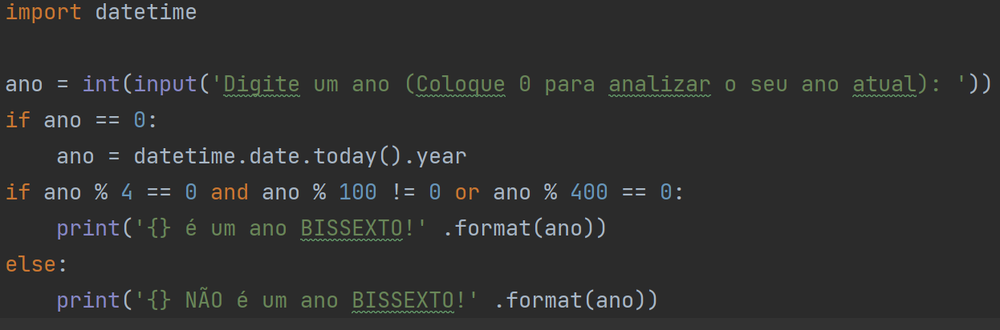 import datetime
ano = int(input('Digite um ano (Coloque 0 para analizar o seu ano atual): '))
if ano == 0:
    ano = datetime.date.today().year
if ano % 4 == 0 and ano % 100 != 0 or ano % 400 == 0:
    print('{} é um ano BISSEXTO!' .format(ano))
else:
    print('{} NÃO é um ano BISSEXTO!' .format(ano))